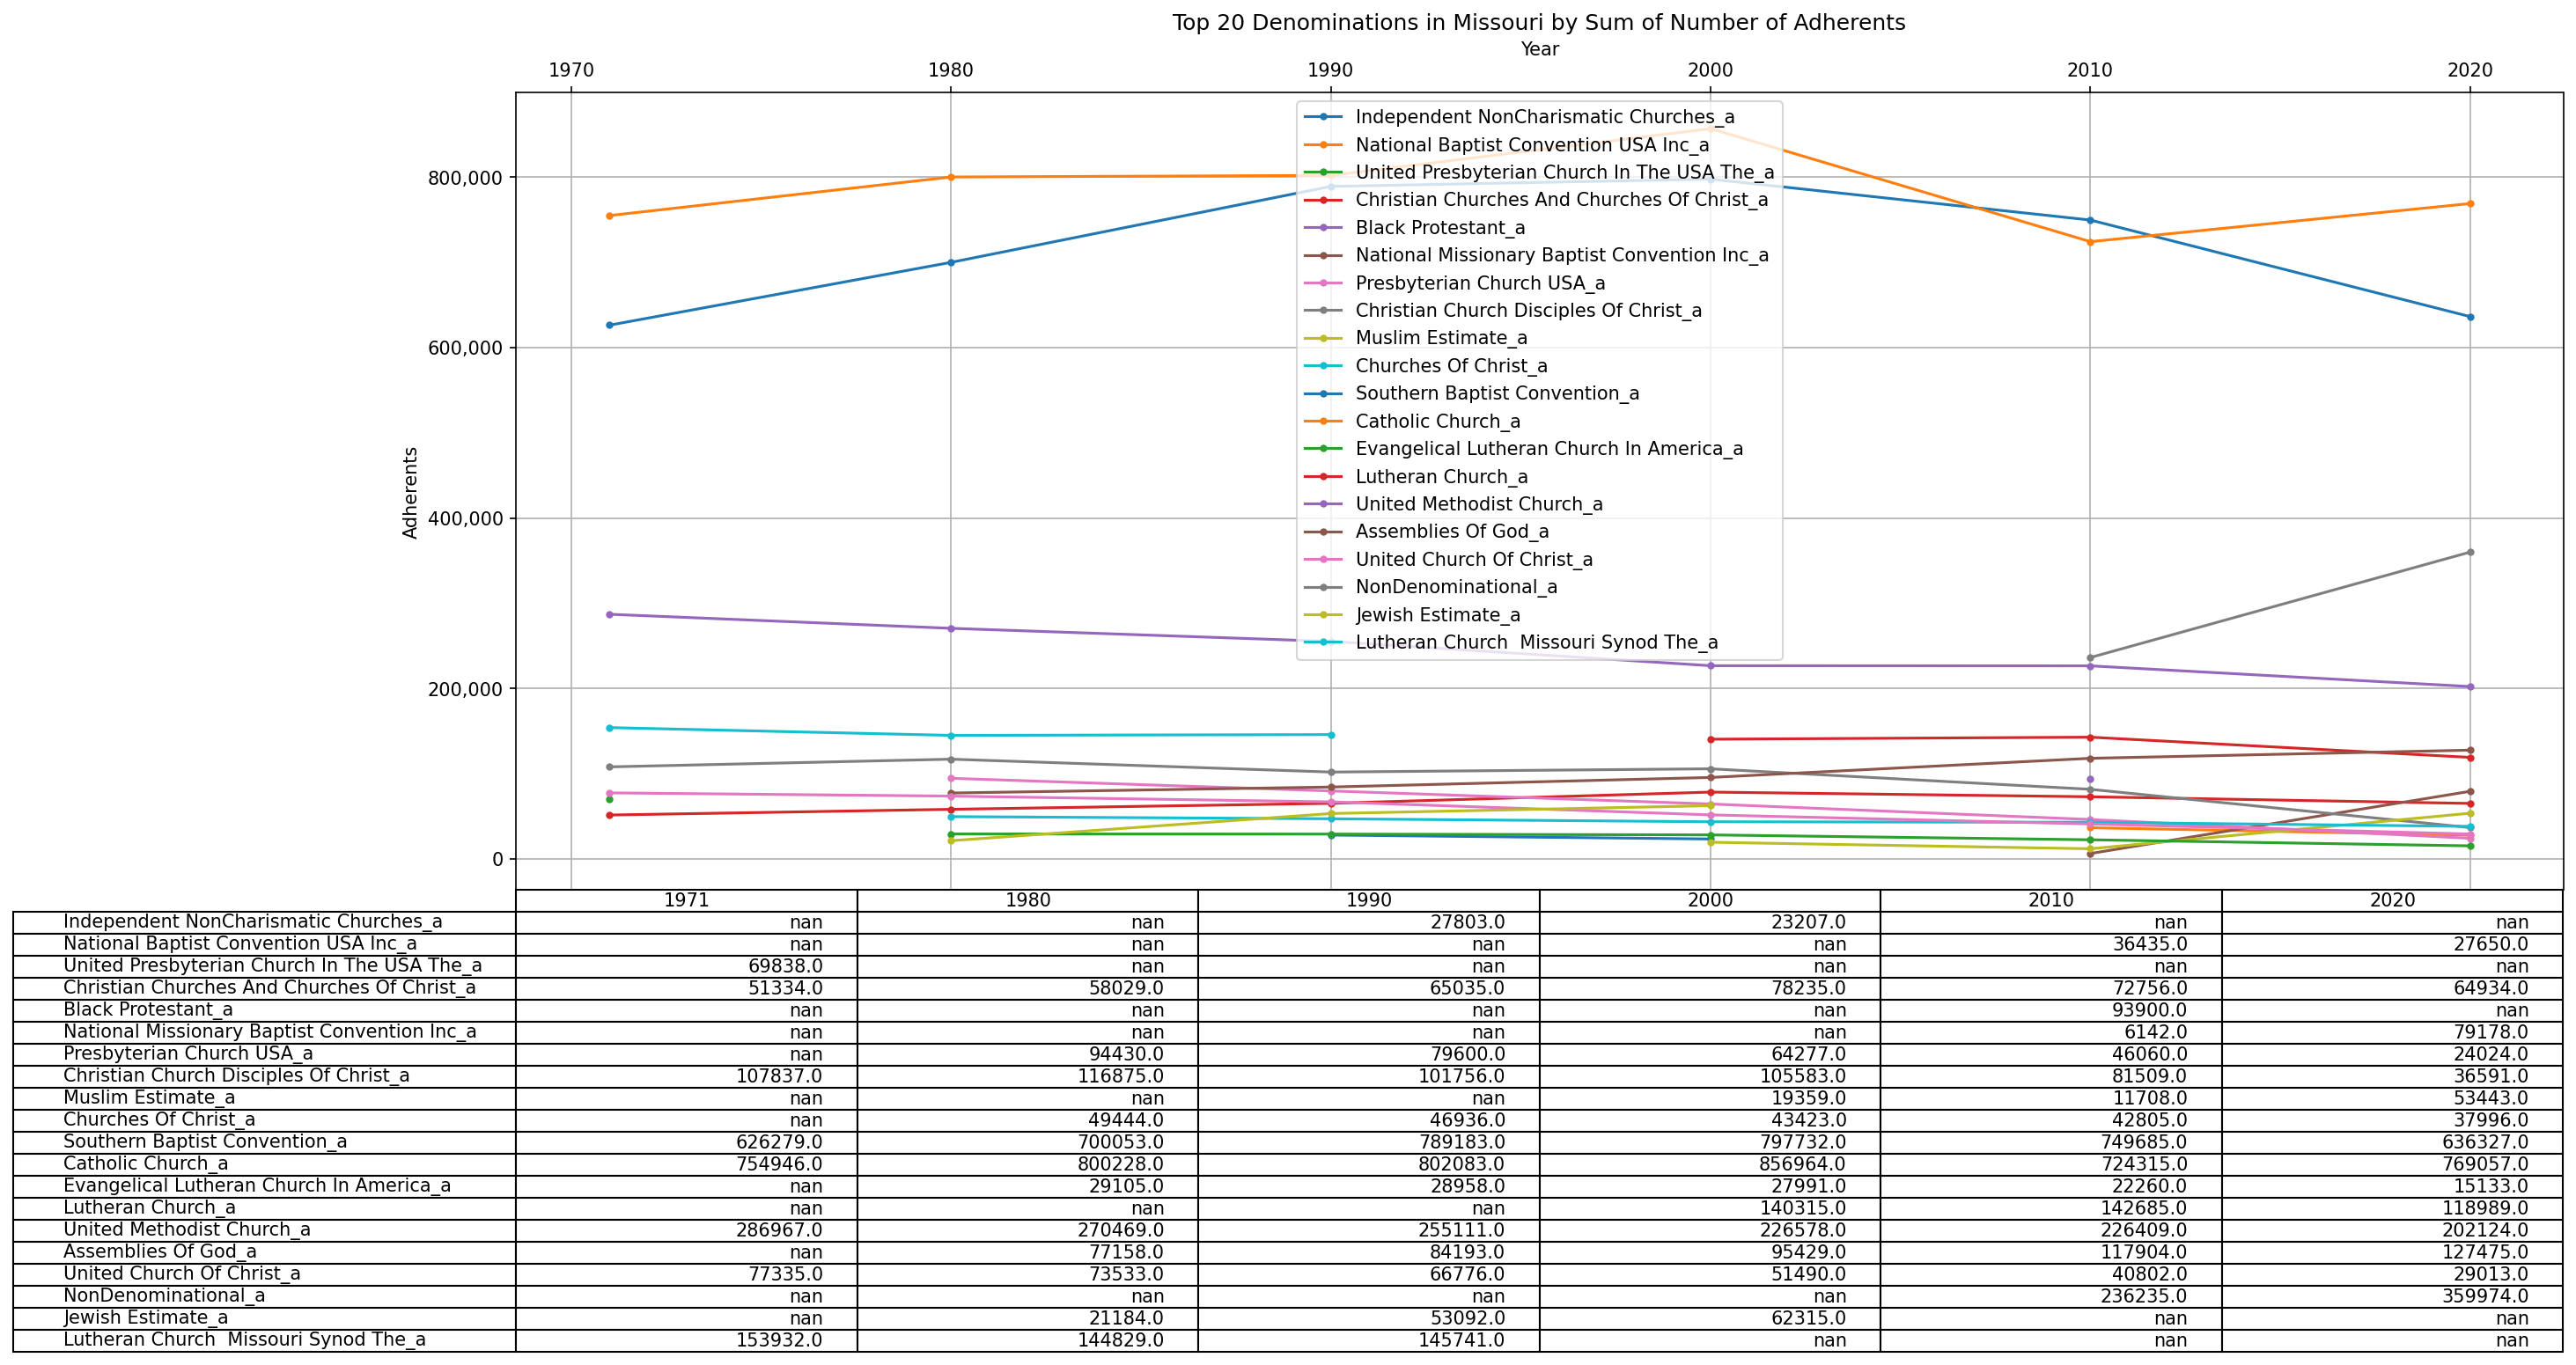 Top 20 Denominations in Missouri by Sum of Number of Adherents
Year
1970 1980 1990 2000 2010 2020
800,000
600,000
400,000
200,000
0
Adherents
Independent NonCharismatic Churches_a
National Baptist Convention USA Inc_a
United Presbyterian Church In The USA The_a
Christian Churches And Churches Of Christ_a
Black Protestant_a
National Missionary Baptist Convention Inc_a
Presbyterian Church USA_a
Christian Church Disciples Of Christ_a
Muslim Estimate_a
Churches Of Christ_a
Southern Baptist Convention_a
Catholic Church_a
Evangelical Lutheran Church In America_a
Lutheran Church_a
United Methodist Church_a
Assemblies Of God_a
United Church Of Christ_a
NonDenominational_a
Jewish Estimate_a
Lutheran Church  Missouri Synod The_a
1971 1980 1990 2000 2010 2020
Independent NonCharismatic Churches_a nan nan 27803.0 23207.0 nan nan
National Baptist Convention USA Inc_a nan nan nan nan 36435.0 27650.0
United Presbyterian Church In The USA The_a 69838.0 nan nan nan nan nan
Christian Churches And Churches Of Christ_a 51334.0 58029.0 65035.0 78235.0 72756.0 64934.0
Black Protestant_a nan nan nan nan 93900.0 nan
National Missionary Baptist Convention Inc_a nan nan nan nan 6142.0 79178.0
Presbyterian Church USA_a nan 94430.0 79600.0 64277.0 46060.0 24024.0
Christian Church Disciples Of Christ_a 107837.0 116875.0 101756.0 105583.0 81509.0 36591.0
Muslim Estimate_a nan nan nan 19359.0 11708.0 53443.0
Churches Of Christ_a nan 49444.0 46936.0 43423.0 42805.0 37996.0
Southern Baptist Convention_a 626279.0 700053.0 789183.0 797732.0 749685.0 636327.0
Catholic Church_a 754946.0 800228.0 802083.0 856964.0 724315.0 769057.0
Evangelical Lutheran Church In America_a nan 29105.0 28958.0 27991.0 22260.0 15133.0
Lutheran Church_a nan nan nan 140315.0 142685.0 118989.0
United Methodist Church_a 286967.0 270469.0 255111.0 226578.0 226409.0 202124.0
Assemblies Of God_a nan 77158.0 84193.0 95429.0 117904.0 127475.0
United Church Of Christ_a 77335.0 73533.0 66776.0 51490.0 40802.0 29013.0
NonDenominational_a nan nan nan nan 236235.0 359974.0
Jewish Estimate_a nan 21184.0 53092.0 62315.0 nan nan
Lutheran Church  Missouri Synod The_a 153932.0 144829.0 145741.0 nan nan nan